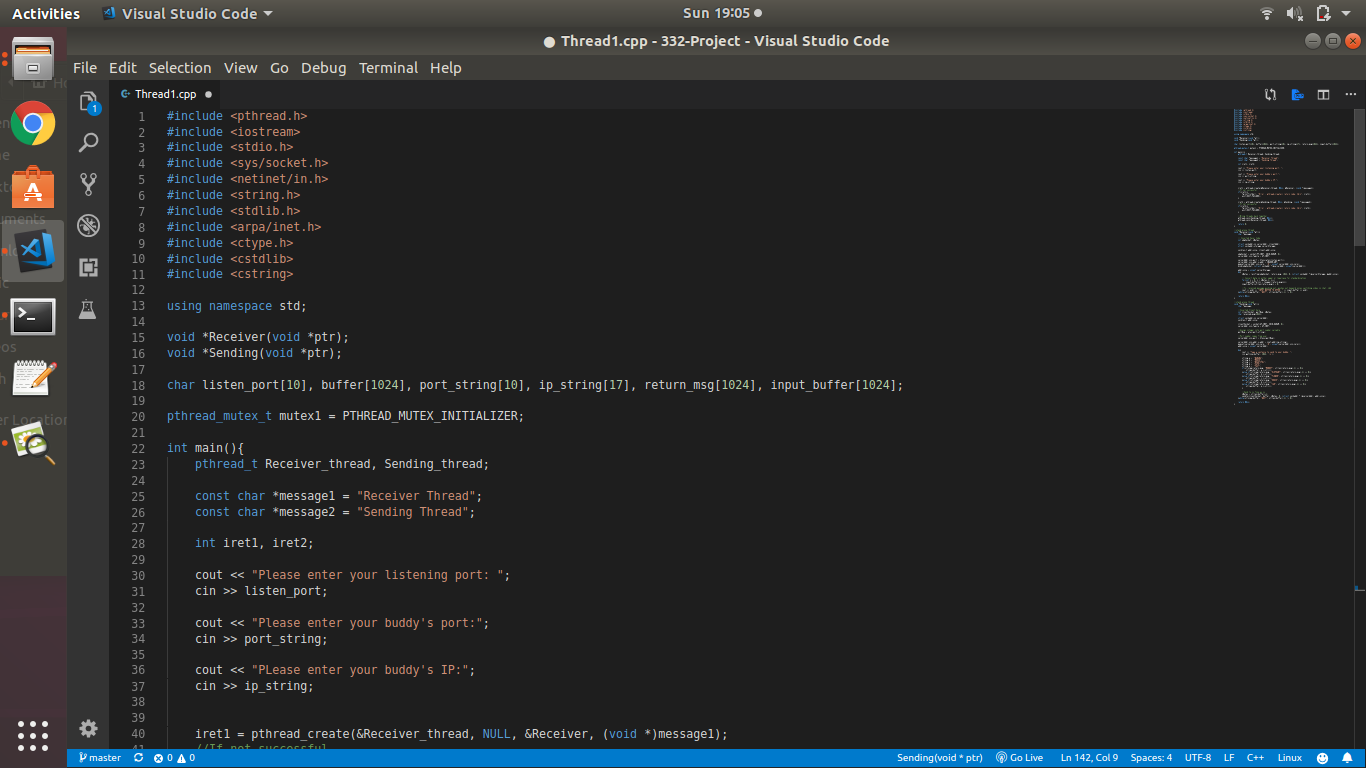 Activities Visual Studio Code Sun 19:05
Thread1.cpp - 332-Project - Visual Studio Code
File Edit Selection View Go Debug Terminal Help
Thread1.cpp
1
1 #include <pthread.h>
2 #include <iostream>
3 #include <stdio.h>
4 #include <sys/socket.h>
5 #include <netinet/in.h>
6 #include <string.h>
7 #include <stdlib.h>
8 #include <arpa/inet.h>
9 #include <ctype.h>
10 #include <cstdlib>
11 #include <cstring>
12
13 using namespace std;
14
15 void *Receiver(void *ptr);
16 void *Sending(void *ptr);
17
18 char listen_port[10], buffer[1024], port_string[10], ip_string[17], return_msg[1024], input_buffer[1024];
19
20 pthread_mutex_t mutex1 = PTHREAD_MUTEX_INITIALIZER;
21
22 int main(){
23 pthread_t Receiver_thread, Sending_thread;
24
25 const char *message1 = "Receiver Thread";
26 const char *message2 = "Sending Thread";
27
28 int iret1, iret2;
29
30 cout << "Please enter your listening port: ";
31 cin >> listen_port;
32
33 cout << "Please enter your buddy's port:";
34 cin >> port_string;
35
36 cout << "PLease enter your buddy's IP:";
37 cin >> ip_string;
38
39
40 iret1 = pthread_create(&Receiver_thread, NULL, &Receiver, (void *)message1);
41 //If not successful
master 0 0 Sending(void * ptr) Go Live Ln 142, Col 9 Spaces: 4 UTF-8 LF C++ Linux